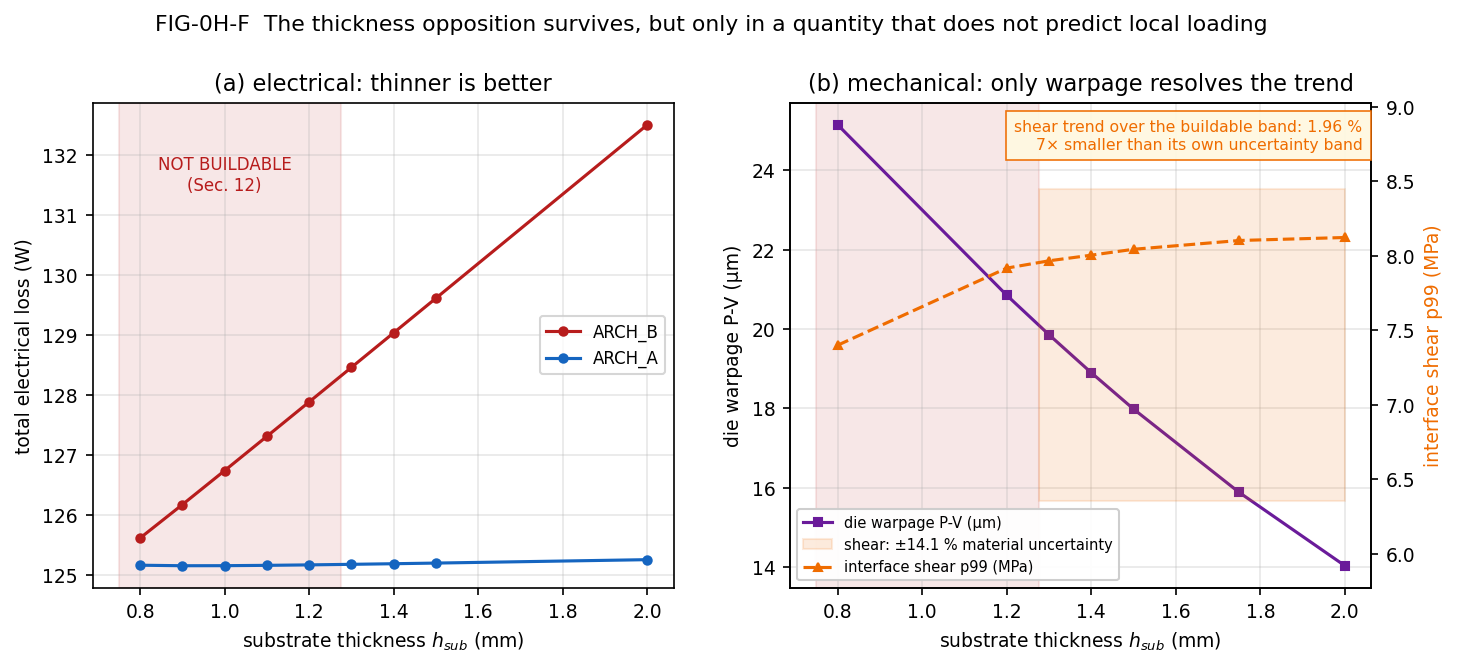 FIG-0H-F  The thickness opposition survives, but only in a quantity that does not predict local loading
(a) electrical: thinner is better
NOT BUILDABLE
(Sec. 12)
ARCH_B
ARCH_A
total electrical loss (W)
132
131
130
129
128
127
126
125
0.8
1.0
1.2
1.4
1.6
1.8
2.0
substrate thickness h_sub (mm)
(b) mechanical: only warpage resolves the trend
shear trend over the buildable band: 1.96 %
7× smaller than its own uncertainty band
die warpage P-V (μm)
24
22
20
18
16
14
die warpage P-V (μm)
shear: ±14.1 % material uncertainty
interface shear p99 (MPa)
9.0
8.5
8.0
7.5
7.0
6.5
6.0
interface shear p99 (MPa)
0.8
1.0
1.2
1.4
1.6
1.8
2.0
substrate thickness h_sub (mm)